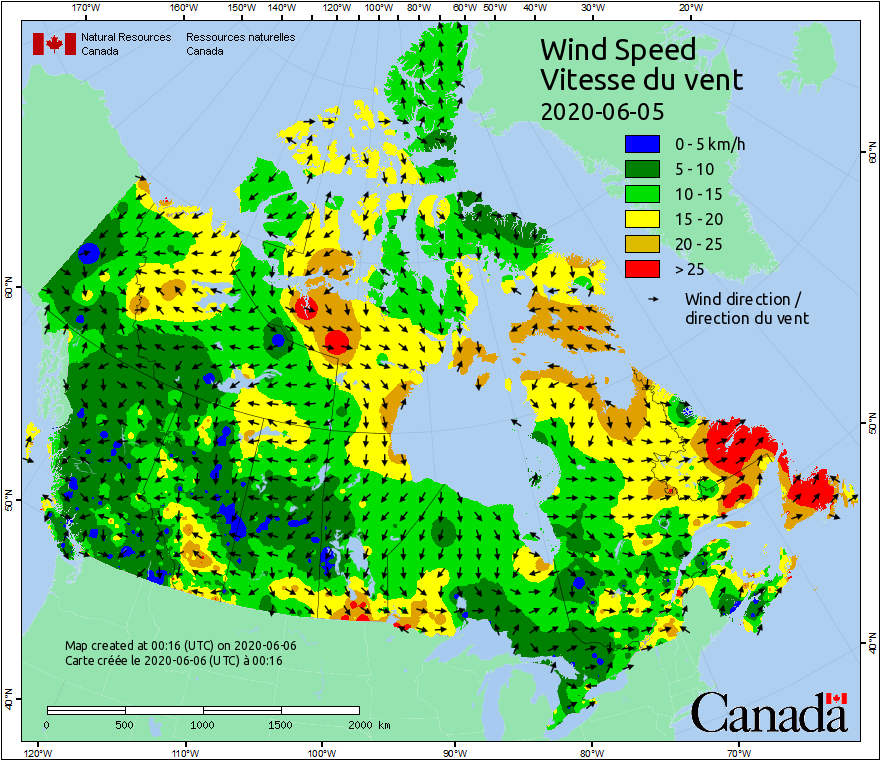 170°W 160°W 150°W 140°W 130°W 120°W 110°W 100°W 90°W 80°W 70°W 60°W 50°W 40°W 30°W 20°W
Natural Resources Canada
Ressources naturelles Canada
Wind Speed
Vitesse du vent
2020-06-05
0 - 5 km/h
5 - 10
10 - 15
15 - 20
20 - 25
> 25
Wind direction /
direction du vent
60°N
60°N
50°N
50°N
40°N
40°N
Map created at 00:16 (UTC) on 2020-06-06
Carte créée le 2020-06-06 (UTC) à 00:16
0 500 1000 1500 2000 km
Canada
120°W 110°W 100°W 90°W 80°W 70°W